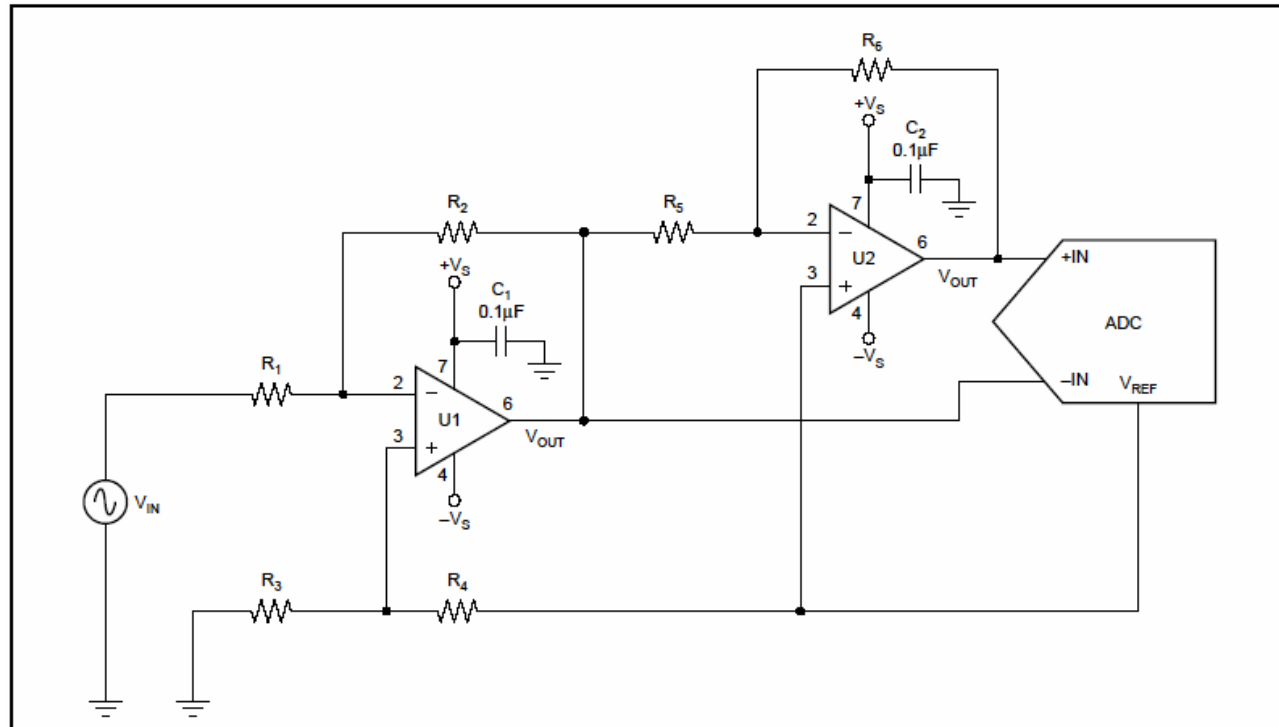 R6
+VS
C2
0.1μF
R2
R5
2
7
6
−
U2
+IN
+VS
3
+
VOUT
C1
4
ADC
0.1μF
−VS
R1
7
−IN
VREF
2
−
6
U1
3
+
VOUT
4
VIN
−VS
R3
R4